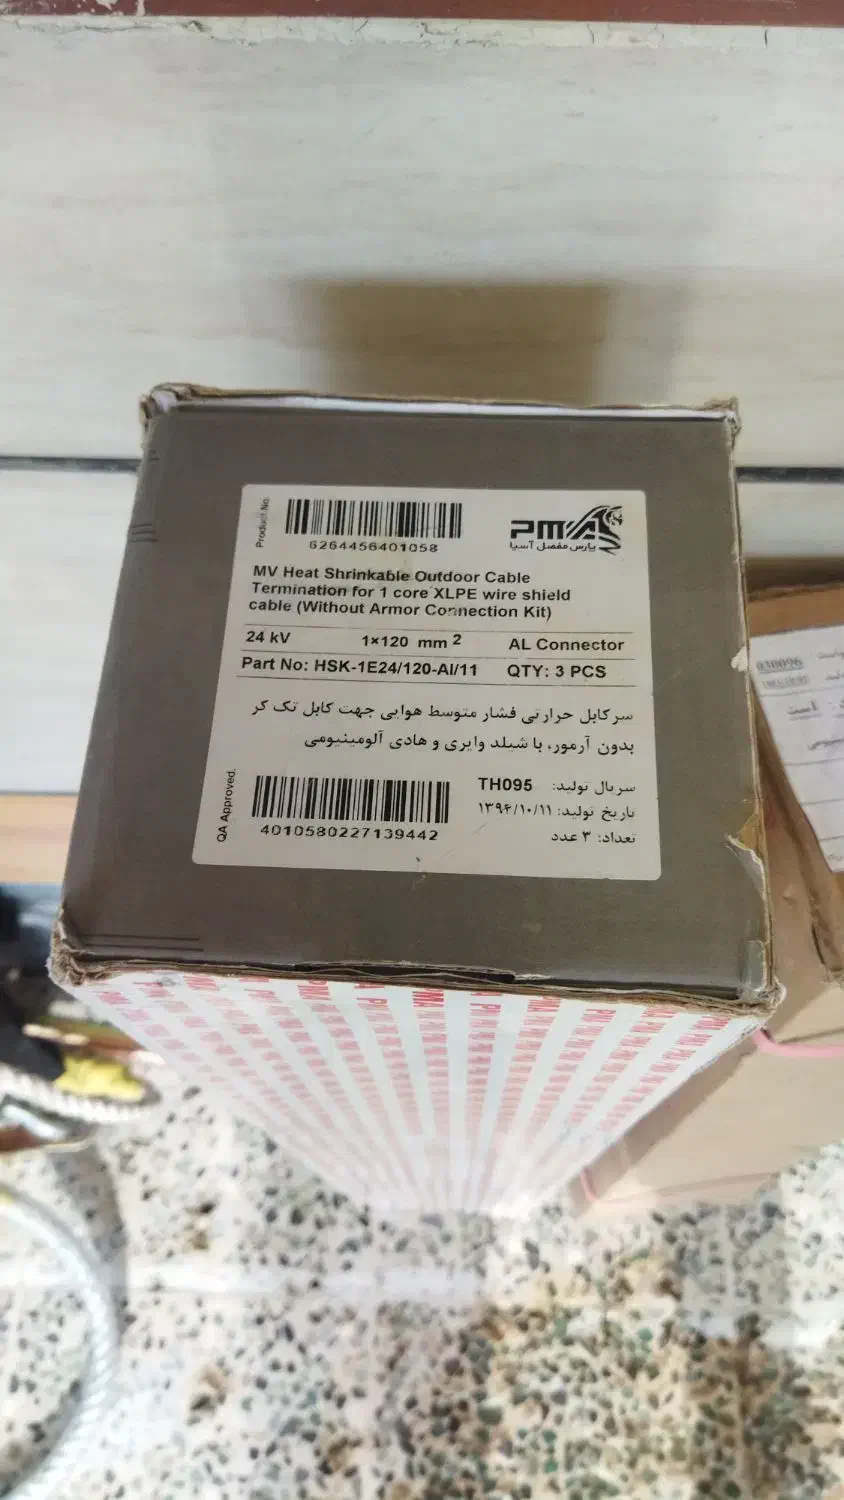 Product No.
6264456401058
PMA
پارس مفصل آسیا
MV Heat Shrinkable Outdoor Cable
Termination for 1 core XLPE wire shield
cable (Without Armor Connection Kit)
24 kV 1×120 mm 2 AL Connector
Part No: HSK-1E24/120-Al/11 QTY: 3 PCS
سرکابل حرارتی فشار متوسط هوایی جهت کابل تک کر
بدون آرمور، با شیلد وایری و هادی آلومینیومی
سریال تولید: TH095
تاریخ تولید: ۱۳۹۴/۱۰/۱۱
تعداد: ۳ عدد
QA Approved.
4010580227139442
030096
است